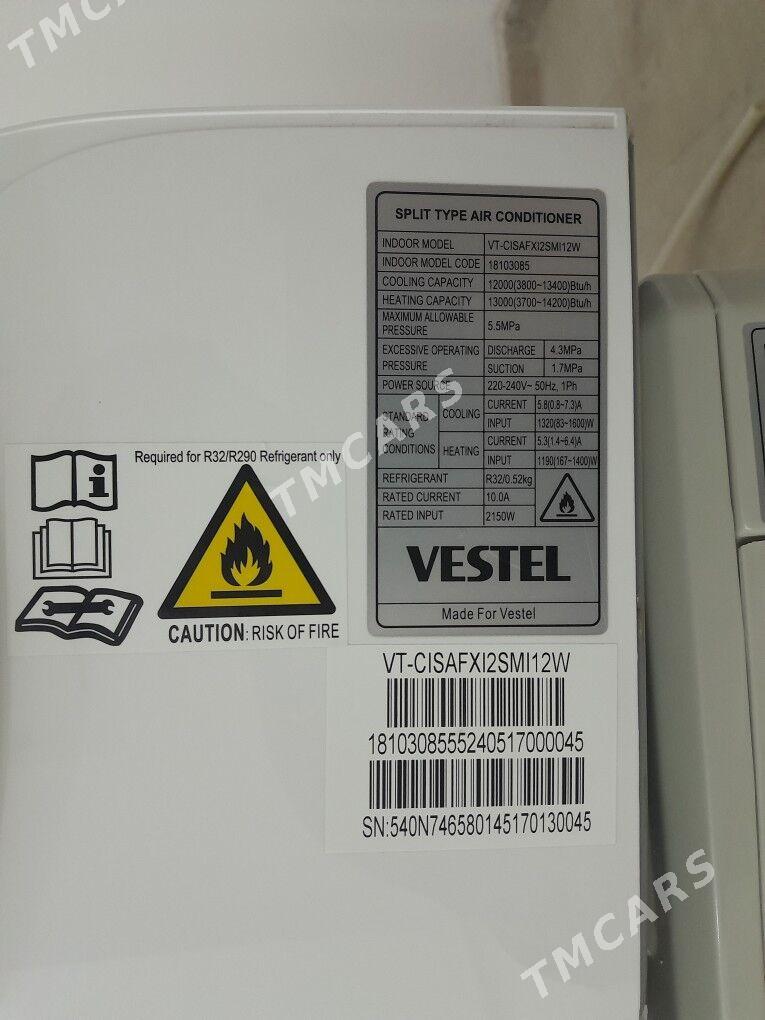 TMCARS
SPLIT TYPE AIR CONDITIONER
INDOOR MODEL VT-CISAFXI2SMI12W
INDOOR MODEL CODE 18103085
COOLING CAPACITY 12000(3800~13400)Btu/h
HEATING CAPACITY 13000(3700~14200)Btu/h
MAXIMUM ALLOWABLE
PRESSURE 5.5MPa
EXCESSIVE OPERATING DISCHARGE 4.3MPa
PRESSURE SUCTION 1.7MPa
POWER SOURCE 220-240V~ 50Hz, 1Ph
STANDARD COOLING CURRENT 5.8(0.8~7.3)A
RATING INPUT 1320(83~1600)W
CONDITIONS HEATING CURRENT 5.3(1.4~6.4)A
INPUT 1190(167~1400)W
REFRIGERANT R32/0.52kg
RATED CURRENT 10.0A
RATED INPUT 2150W
VESTEL
Made For Vestel
Required for R32/R290 Refrigerant only
CAUTION: RISK OF FIRE
TMCARS
VT-CISAFXI2SMI12W
1810308555240517000045
SN:540N746580145170130045
TMCARS